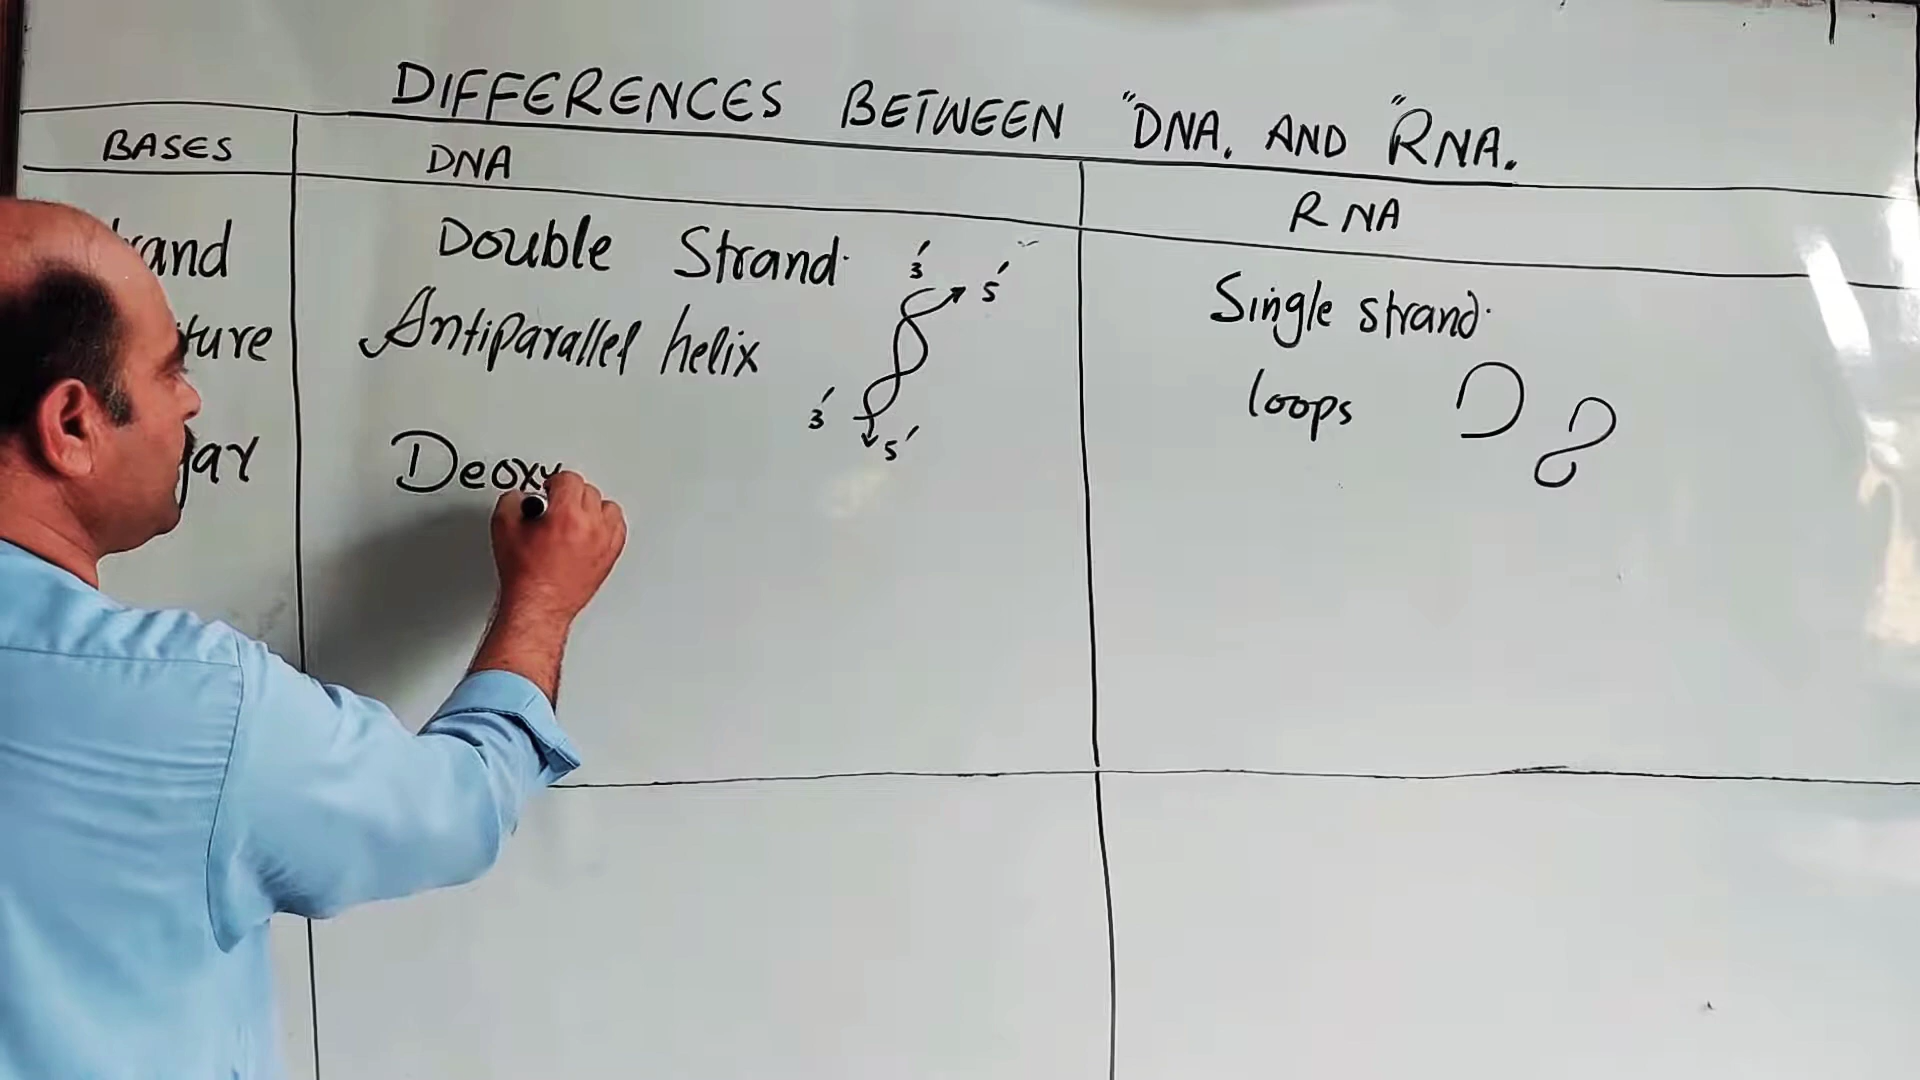 DIFFERENCES BETWEEN "DNA. AND "RNA.
BASES DNA RNA
Double Strand. 3' 5' Single strand.
Antiparallel helix loops
3' 5'
Deoxy